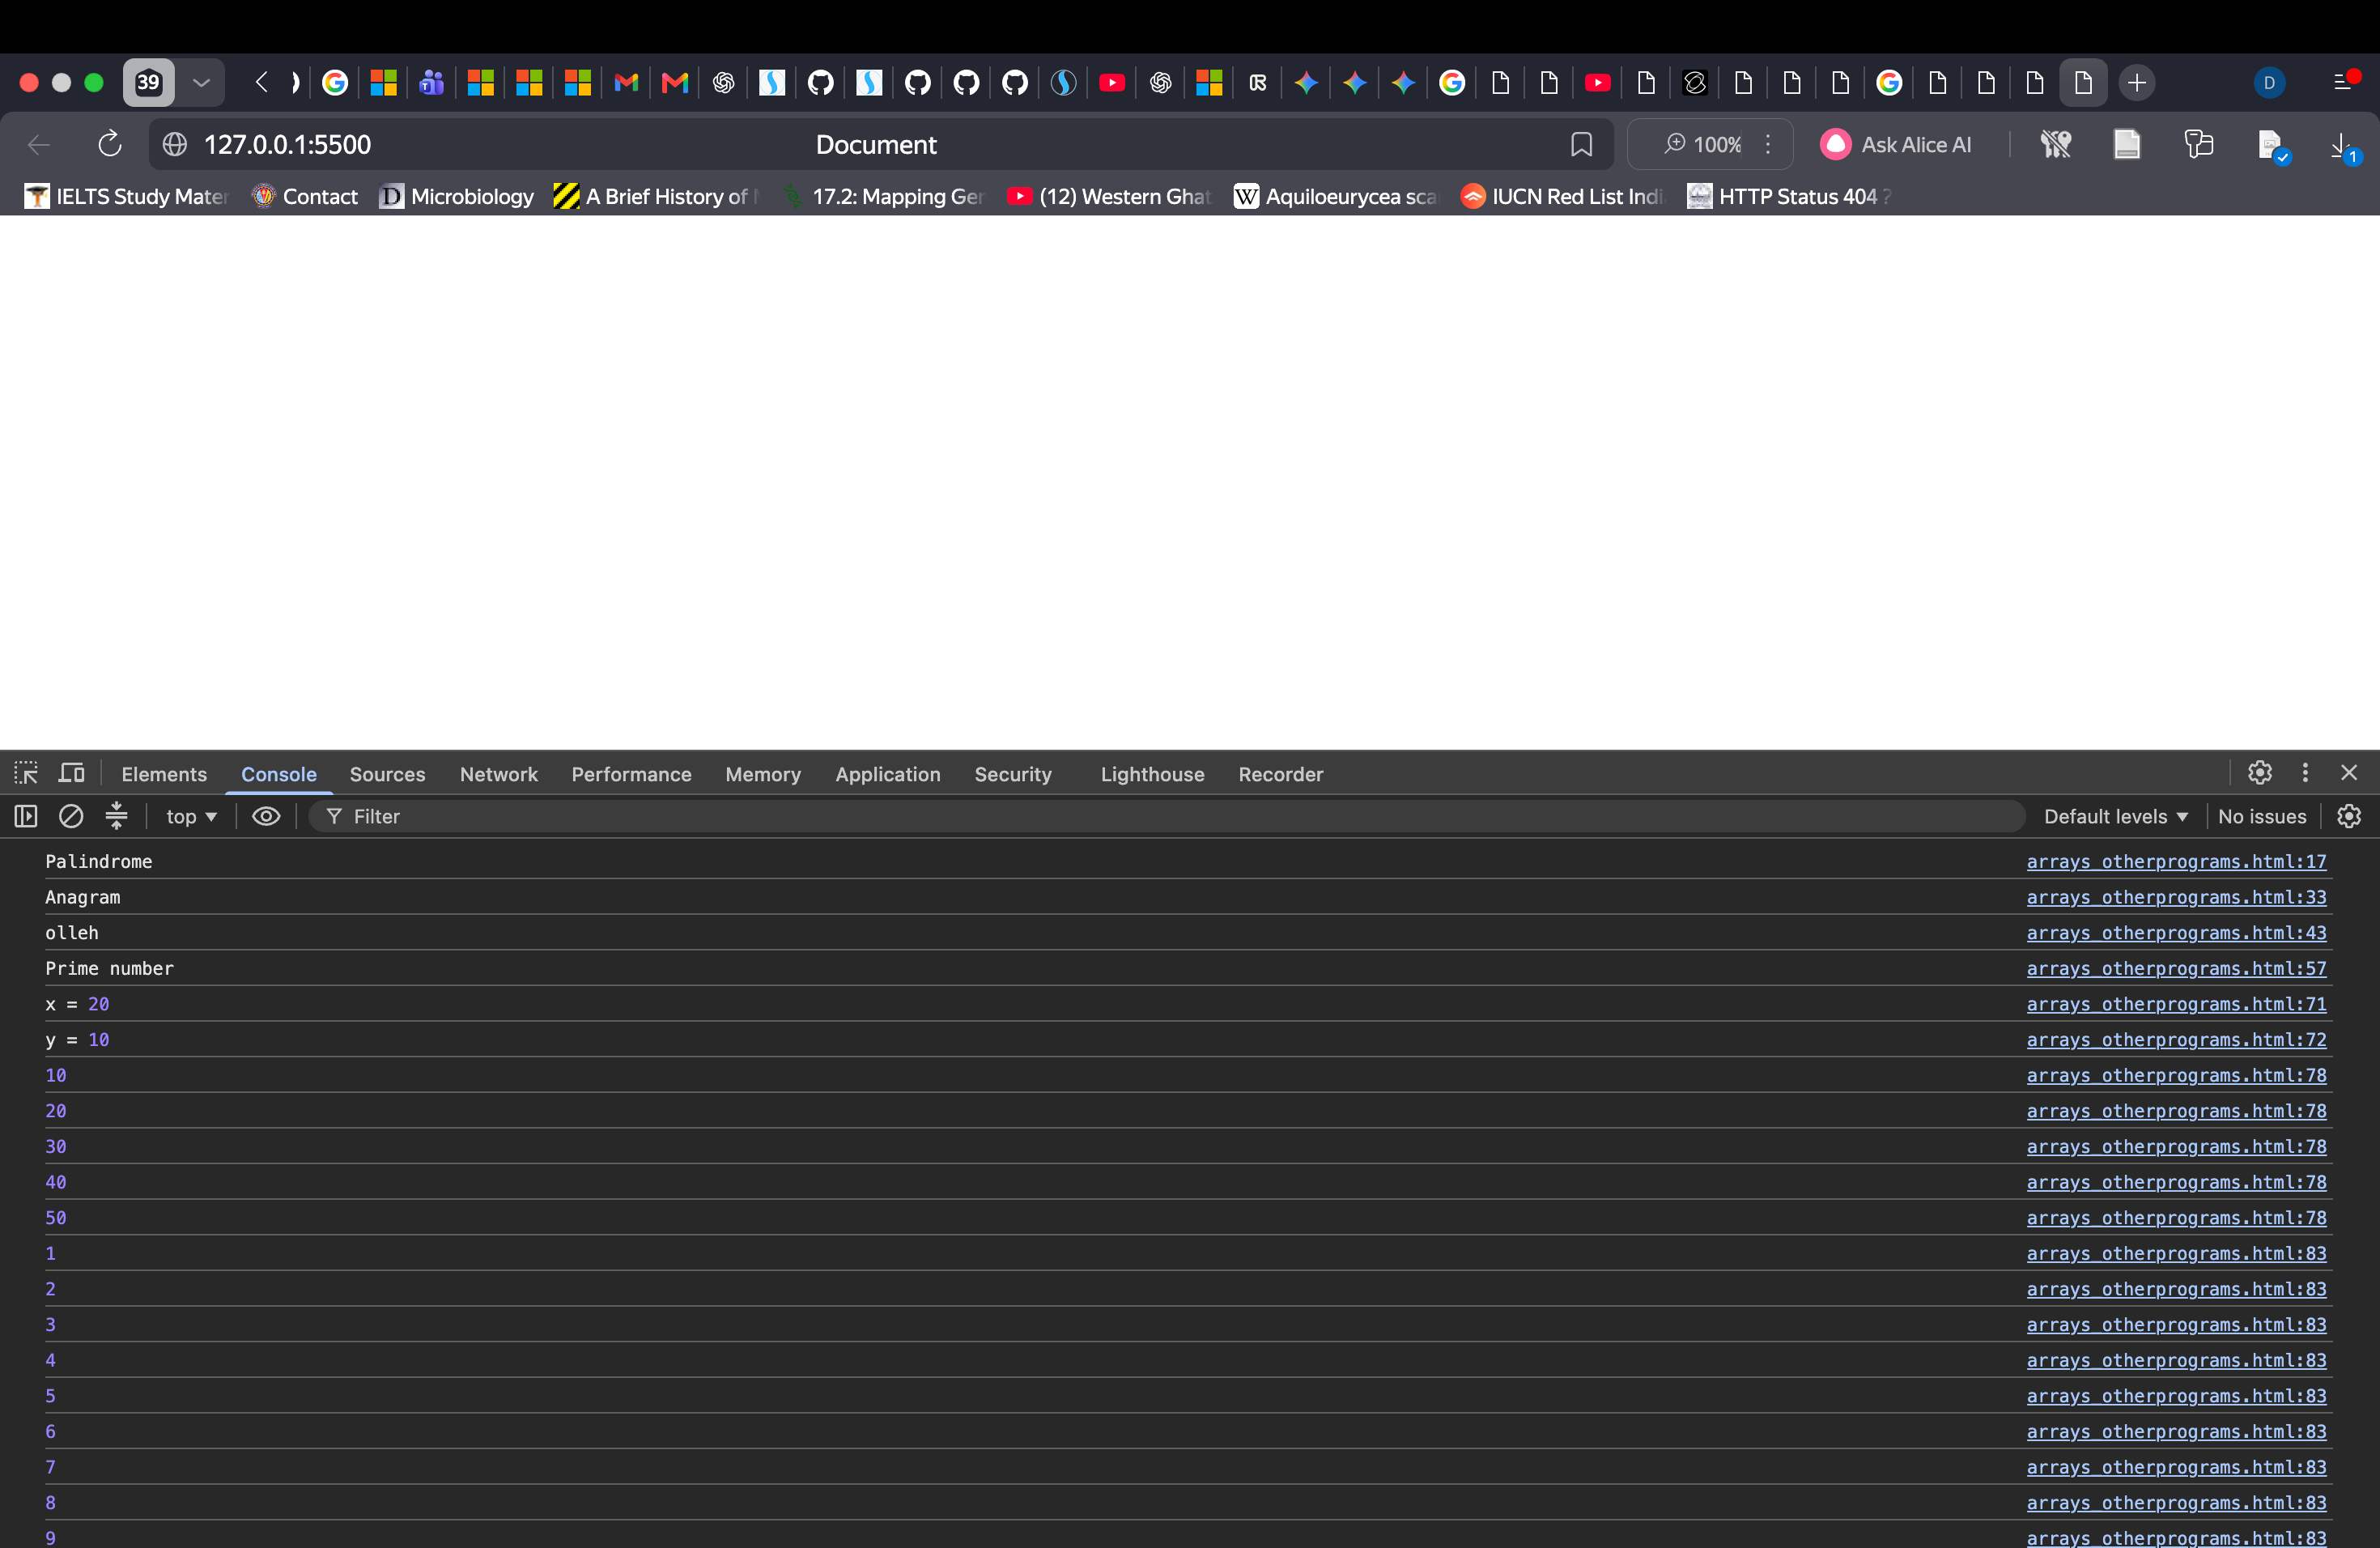 39
127.0.0.1:5500
Document
100%
Ask Alice AI
1
D
IELTS Study Mater
Contact
Microbiology
A Brief History of
17.2: Mapping Ger
(12) Western Ghat
Aquiloeurycea sca
IUCN Red List Indi
HTTP Status 404 ?
Elements
Console
Sources
Network
Performance
Memory
Application
Security
Lighthouse
Recorder
top
Filter
Default levels
No issues
Palindrome arrays_otherprograms.html:17
Anagram arrays_otherprograms.html:33
olleh arrays_otherprograms.html:43
Prime number arrays_otherprograms.html:57
x = 20 arrays_otherprograms.html:71
y = 10 arrays_otherprograms.html:72
10 arrays_otherprograms.html:78
20 arrays_otherprograms.html:78
30 arrays_otherprograms.html:78
40 arrays_otherprograms.html:78
50 arrays_otherprograms.html:78
1 arrays_otherprograms.html:83
2 arrays_otherprograms.html:83
3 arrays_otherprograms.html:83
4 arrays_otherprograms.html:83
5 arrays_otherprograms.html:83
6 arrays_otherprograms.html:83
7 arrays_otherprograms.html:83
8 arrays_otherprograms.html:83
9 arrays_otherprograms.html:83